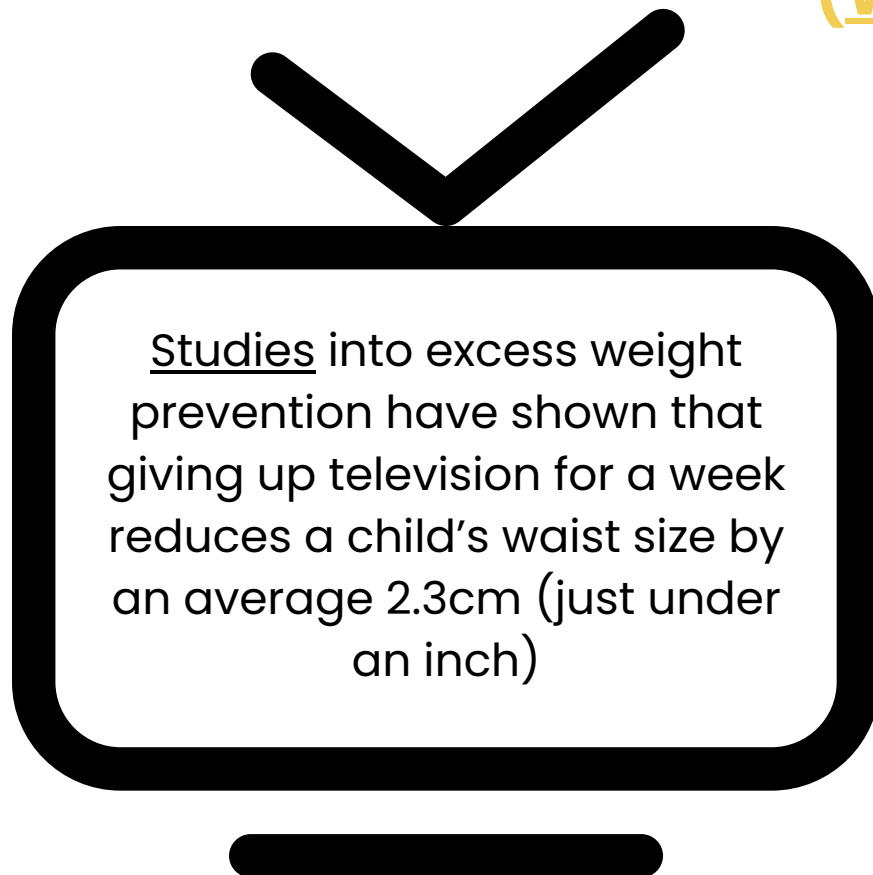 Studies into excess weight
prevention have shown that
giving up television for a week
reduces a child’s waist size by
an average 2.3cm (just under
an inch)